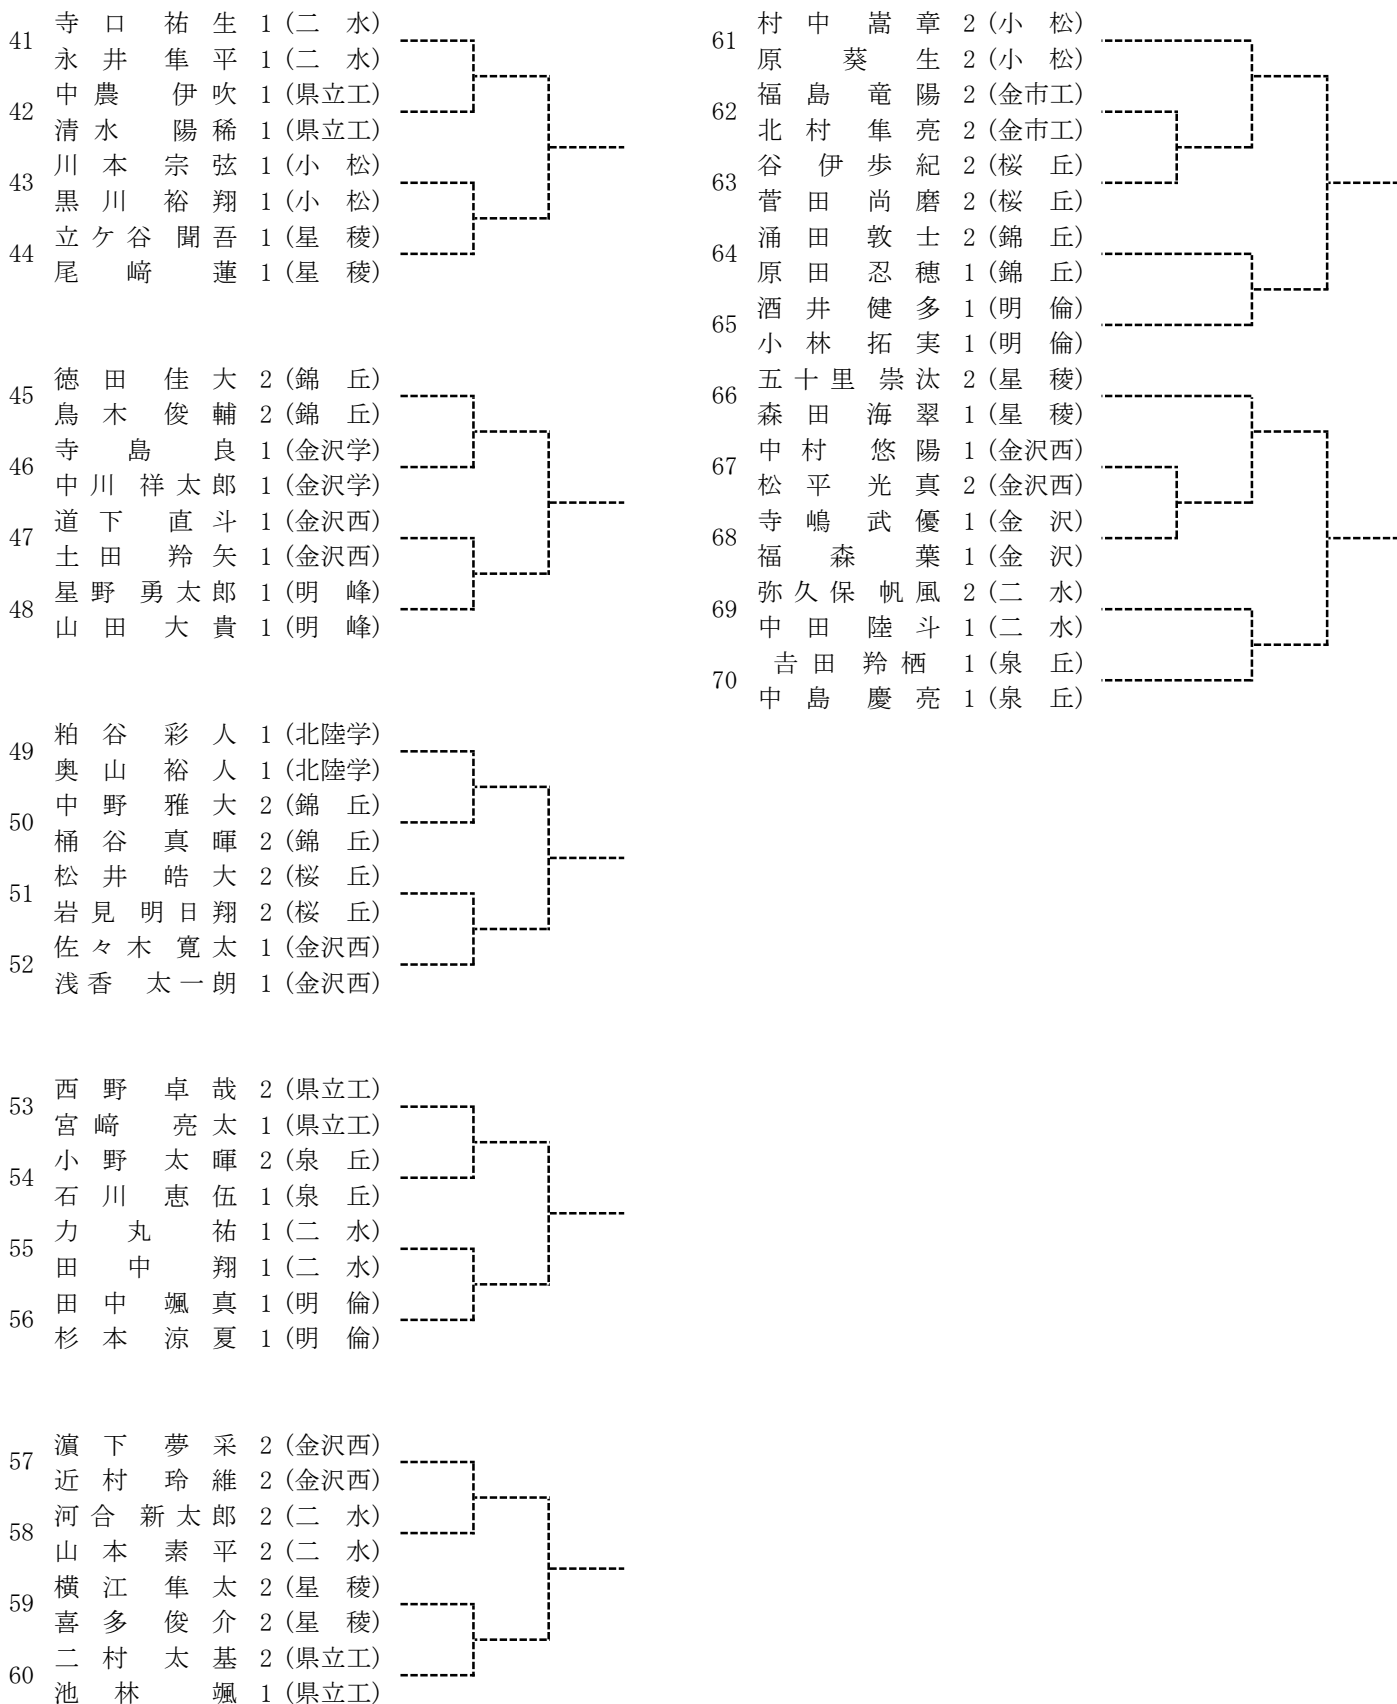 寺口 祐生 1 (二 水)
41
永井 隼平 1 (二 水)
中農 伊吹 1 (県立工)
42
清水 陽稀 1 (県立工)
川本 宗弦 1 (小 松)
43
黒川 裕翔 1 (小 松)
立ケ谷 聞吾 1 (星 稜)
44
尾﨑 蓮 1 (星 稜)
徳田 佳大 2 (錦 丘)
45
鳥木 俊輔 2 (錦 丘)
寺島 良 1 (金沢学)
46
中川 祥太郎 1 (金沢学)
道下 直斗 1 (金沢西)
47
土田 羚矢 1 (金沢西)
星野 勇太郎 1 (明 峰)
48
山田 大貴 1 (明 峰)
粕谷 彩人 1 (北陸学)
49
奥山 裕人 1 (北陸学)
中野 雅大 2 (錦 丘)
50
桶谷 真暉 2 (錦 丘)
松井 皓大 2 (桜 丘)
51
岩見 明日翔 2 (桜 丘)
佐々木 寛太 1 (金沢西)
52
浅香 太一朗 1 (金沢西)
西野 卓哉 2 (県立工)
53
宮﨑 亮太 1 (県立工)
小野 太暉 2 (泉 丘)
54
石川 恵伍 1 (泉 丘)
力丸 祐 1 (二 水)
55
田中 翔 1 (二 水)
田中 颯真 1 (明 倫)
56
杉本 涼夏 1 (明 倫)
濵下 夢采 2 (金沢西)
57
近村 玲維 2 (金沢西)
河合 新太郎 2 (二 水)
58
山本 素平 2 (二 水)
横江 隼太 2 (星 稜)
59
喜多 俊介 2 (星 稜)
二村 太基 2 (県立工)
60
池林 颯 1 (県立工)
村中 嵩章 2 (小 松)
61
原 葵生 2 (小 松)
福島 竜陽 2 (金市工)
62
北村 隼亮 2 (金市工)
谷 伊歩紀 2 (桜 丘)
63
菅田 尚磨 2 (桜 丘)
涌田 敦士 2 (錦 丘)
64
原田 忍穂 1 (錦 丘)
酒井 健多 1 (明 倫)
65
小林 拓実 1 (明 倫)
五十里 崇汰 2 (星 稜)
66
森田 海翠 1 (星 稜)
中村 悠陽 1 (金沢西)
67
松平 光真 2 (金沢西)
寺嶋 武優 1 (金 沢)
68
福森 葉 1 (金 沢)
弥久保 帆風 2 (二 水)
69
中田 陸斗 1 (二 水)
𠮷田 羚栖 1 (泉 丘)
70
中島 慶亮 1 (泉 丘)